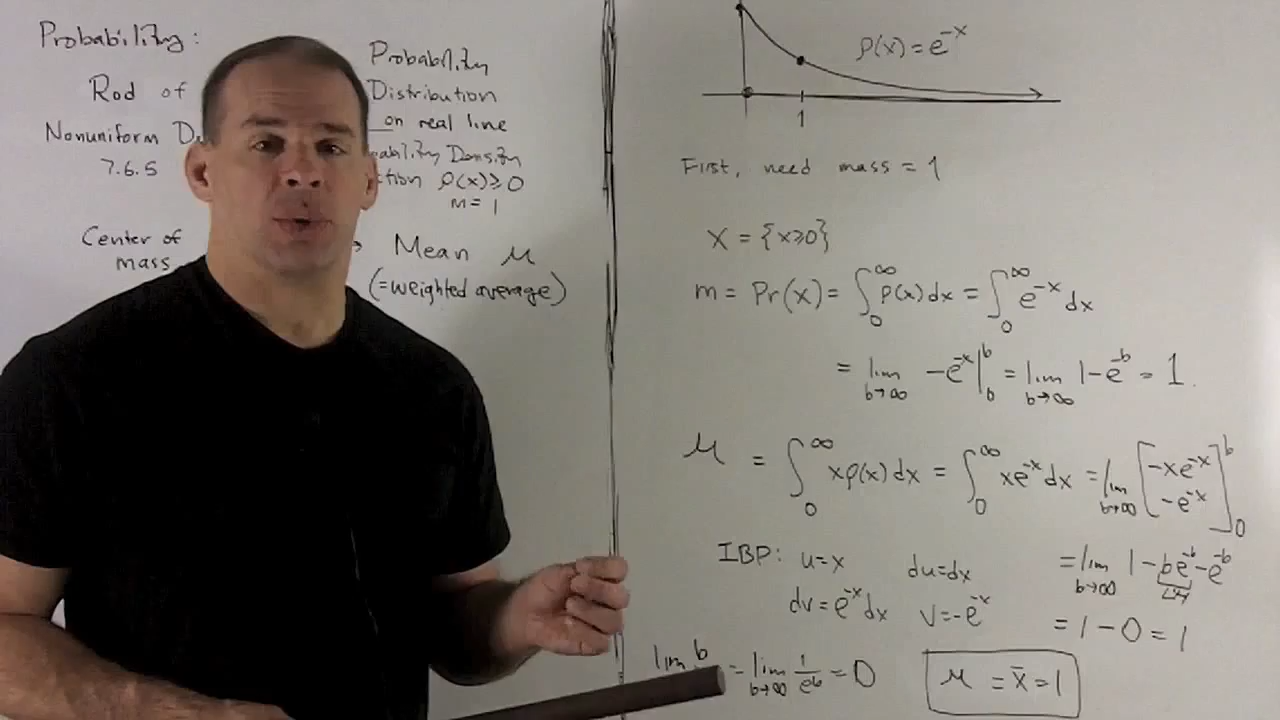 Probability:
Rod of
Nonuniform
7.6.5
Center of
mass
Probability
Distribution
on real line
Density
ρ(x)≥0
m=1
Mean μ
(=weighted average)
ρ(x)=e^{-x}
1
First, need mass = 1
X = {x≥0}
m = Pr(X) = ∫_0^∞ ρ(x)dx = ∫_0^∞ e^{-x} dx
= lim_{b→∞} -e^{-x}|_b^b = lim_{b→∞} 1-e^{-b} = 1.
μ = ∫_0^∞ xρ(x)dx = ∫_0^∞ xe^{-x}dx = lim_{b→∞} [-xe^{-x} -e^{-x}]_0^b
IBP: u=x du=dx
dv=e^{-x}dx v=-e^{-x}
= lim_{b→∞} 1-be^{-b}-e^{-b}
= 1-0 = 1
lim b = lim_{b→∞} 1/e^b = 0
μ = x̄ = 1